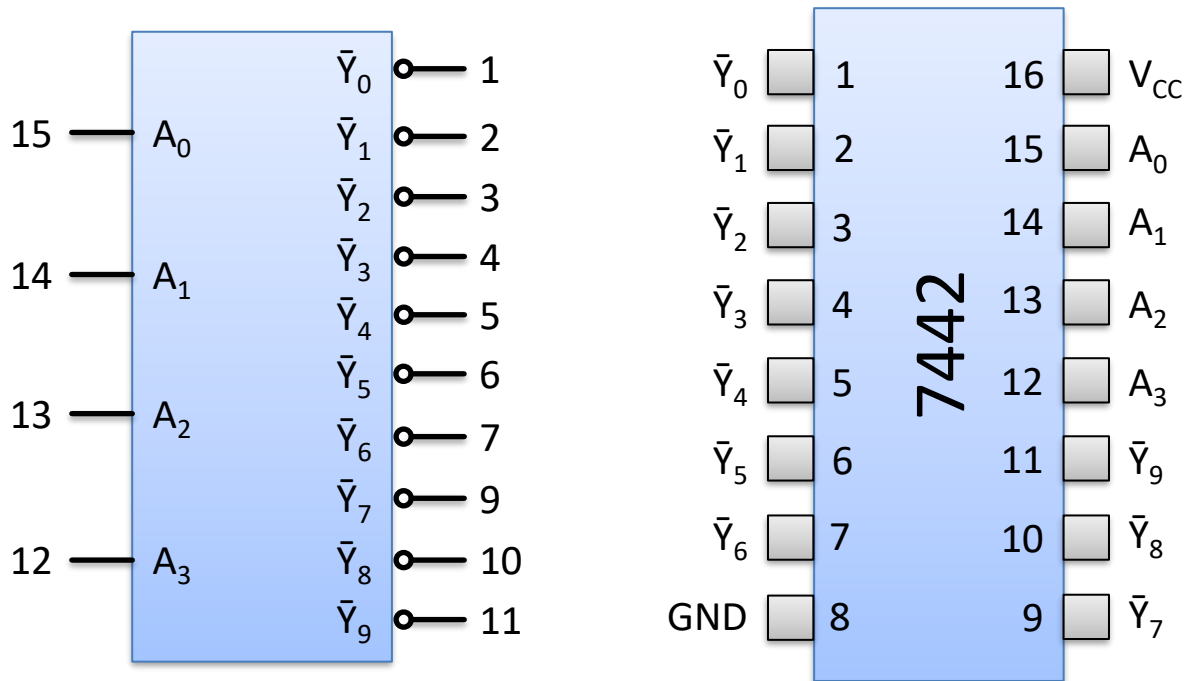 Ȳ0 1
15 A0
Ȳ1 2
Ȳ2 3
Ȳ3 4
14 A1
Ȳ4 5
Ȳ5 6
13 A2
Ȳ6 7
Ȳ7 9
12 A3
Ȳ8 10
Ȳ9 11
Ȳ0 1 16 VCC
Ȳ1 2 15 A0
Ȳ2 3 14 A1
Ȳ3 4 13 A2
Ȳ4 5 12 A3
Ȳ5 6 11 Ȳ9
Ȳ6 7 10 Ȳ8
GND 8 9 Ȳ7
7442